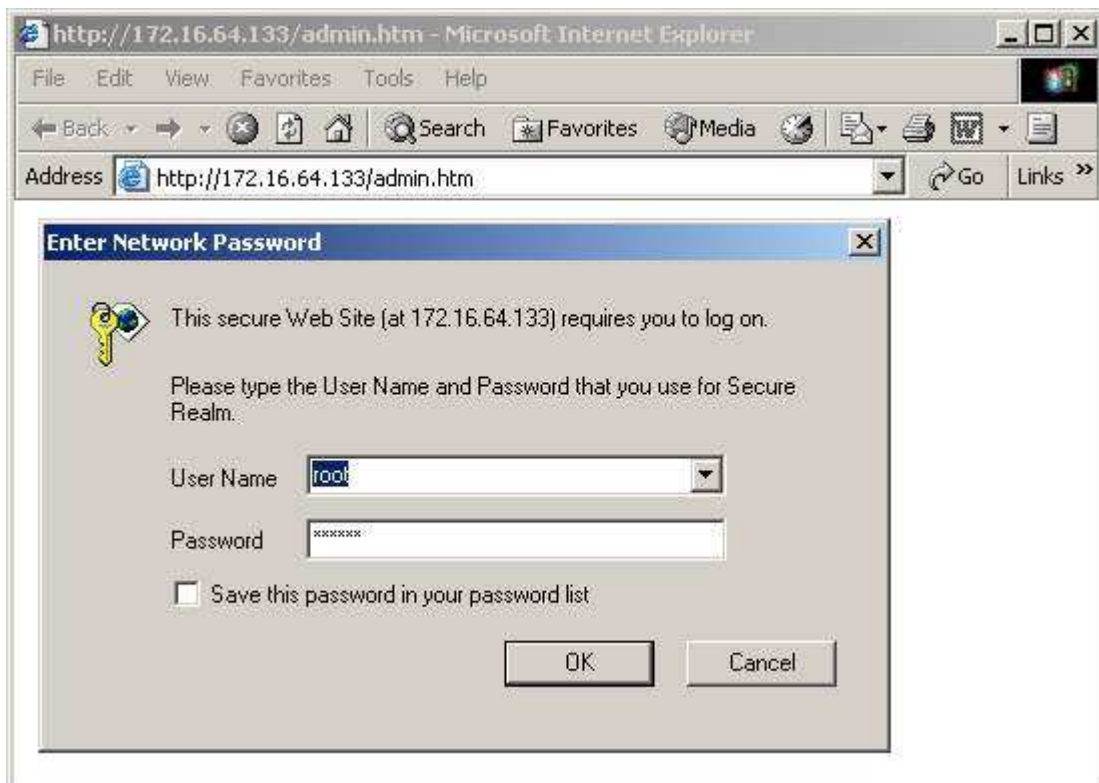 http://172.16.64.133/admin.htm - Microsoft Internet Explorer
File Edit View Favorites Tools Help
Back Search Favorites Media
Address http://172.16.64.133/admin.htm Go Links »
Enter Network Password
This secure Web Site (at 172.16.64.133) requires you to log on.
Please type the User Name and Password that you use for Secure
Realm.
User Name root
Password ******
Save this password in your password list
OK Cancel